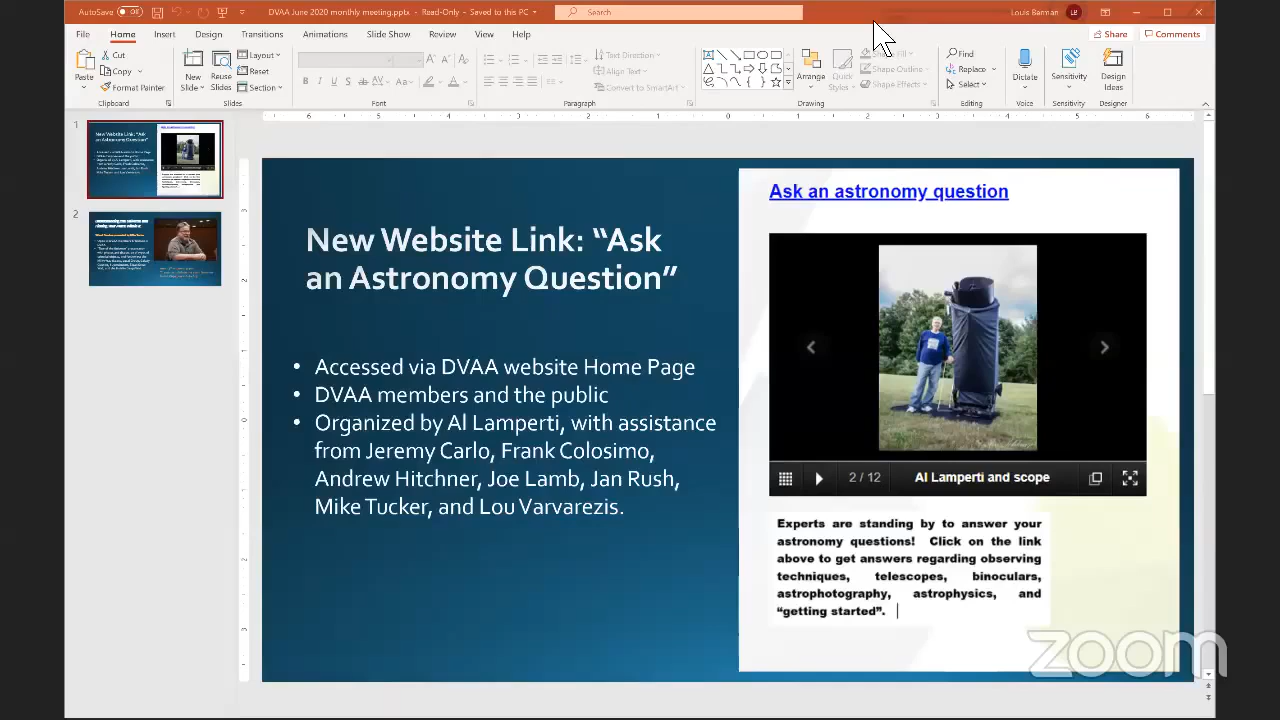 AutoSave Off DVAA June 2020 monthly meeting.pptx - Read-Only - Saved to this PC Search Louis Berman LB
File Home Insert Design Transitions Animations Slide Show Review View Help Share Comments
Paste Cut Copy Format Painter New Slides Reuse Slides Layout Reset Section
Text Direction Align Text Convert to SmartArt
Arrange Quick Styles Shape Outline Shape Effects
Find Replace Select Dictate Sensitivity Design Ideas
Clipboard Slides Font Paragraph Drawing Editing Voice Sensitivity Designer
1
2
New Website Link: “Ask
an Astronomy Question”
• Accessed via DVAA website Home Page
• DVAA members and the public
• Organized by Al Lamperti, with assistance
from Jeremy Carlo, Frank Colosimo,
Andrew Hitchner, Joe Lamb, Jan Rush,
Mike Tucker, and Lou Varvarezis.
Ask an astronomy question
2 / 12 Al Lamperti and scope
Experts are standing by to answer your
astronomy questions! Click on the link
above to get answers regarding observing
techniques, telescopes, binoculars,
astrophotography, astrophysics, and
“getting started”.
zoom